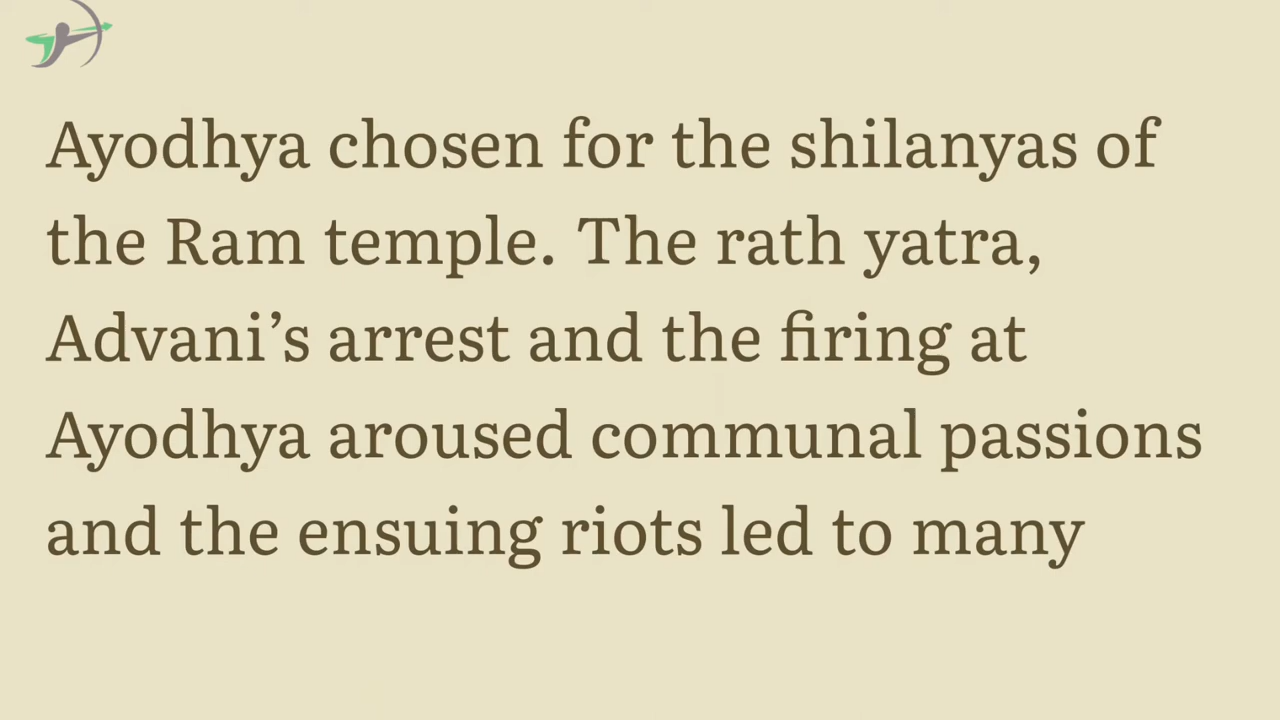 Ayodhya chosen for the shilanyas of
the Ram temple. The rath yatra,
Advani’s arrest and the firing at
Ayodhya aroused communal passions
and the ensuing riots led to many